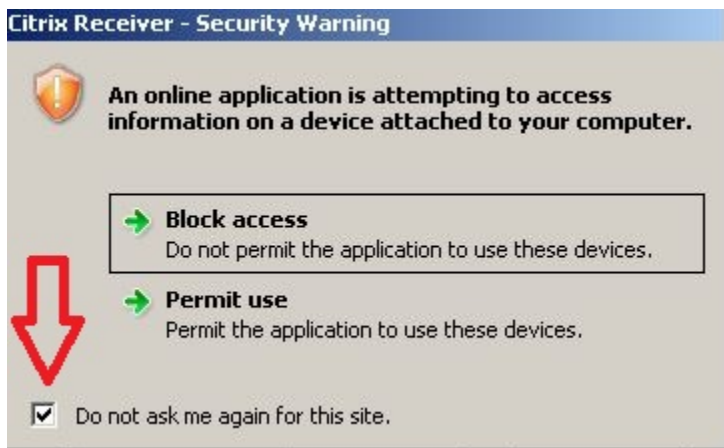 Citrix Receiver - Security Warning
An online application is attempting to access
information on a device attached to your computer.
Block access
Do not permit the application to use these devices.
Permit use
Permit the application to use these devices.
Do not ask me again for this site.